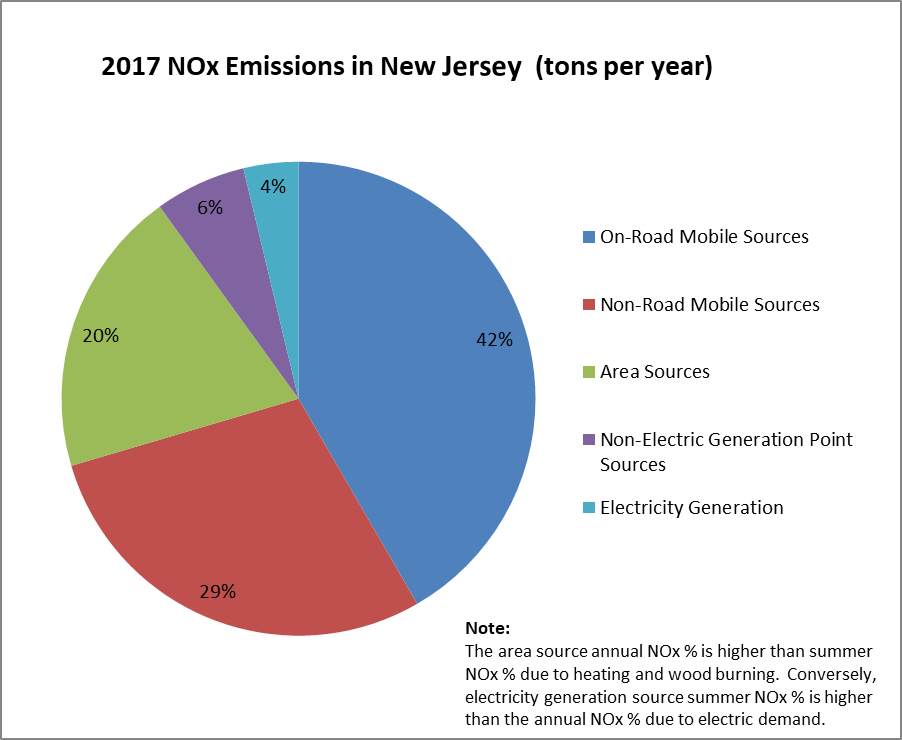 2017 NOx Emissions in New Jersey  (tons per year)
4%
6%
20%
42%
29%
On-Road Mobile Sources
Non-Road Mobile Sources
Area Sources
Non-Electric Generation Point
Sources
Electricity Generation
Note:
The area source annual NOx % is higher than summer
NOx % due to heating and wood burning.  Conversely,
electricity generation source summer NOx % is higher
than the annual NOx % due to electric demand.